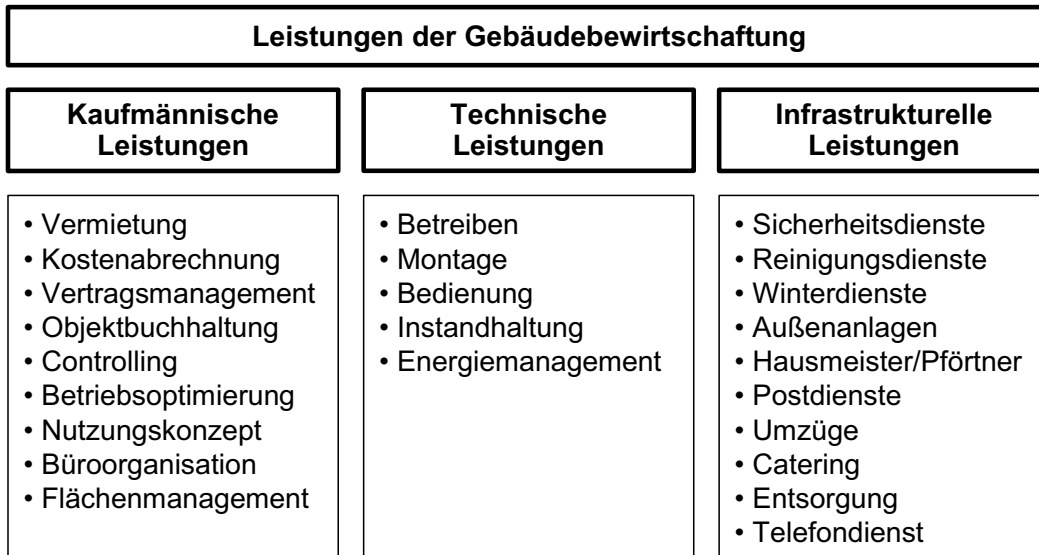 Leistungen der Gebäudebewirtschaftung
Kaufmännische
Leistungen
• Vermietung
• Kostenabrechnung
• Vertragsmanagement
• Objektbuchhaltung
• Controlling
• Betriebsoptimierung
• Nutzungskonzept
• Büroorganisation
• Flächenmanagement
Technische
Leistungen
• Betreiben
• Montage
• Bedienung
• Instandhaltung
• Energiemanagement
Infrastrukturelle
Leistungen
• Sicherheitsdienste
• Reinigungsdienste
• Winterdienste
• Außenanlagen
• Hausmeister/Pförtner
• Postdienste
• Umzüge
• Catering
• Entsorgung
• Telefondienst